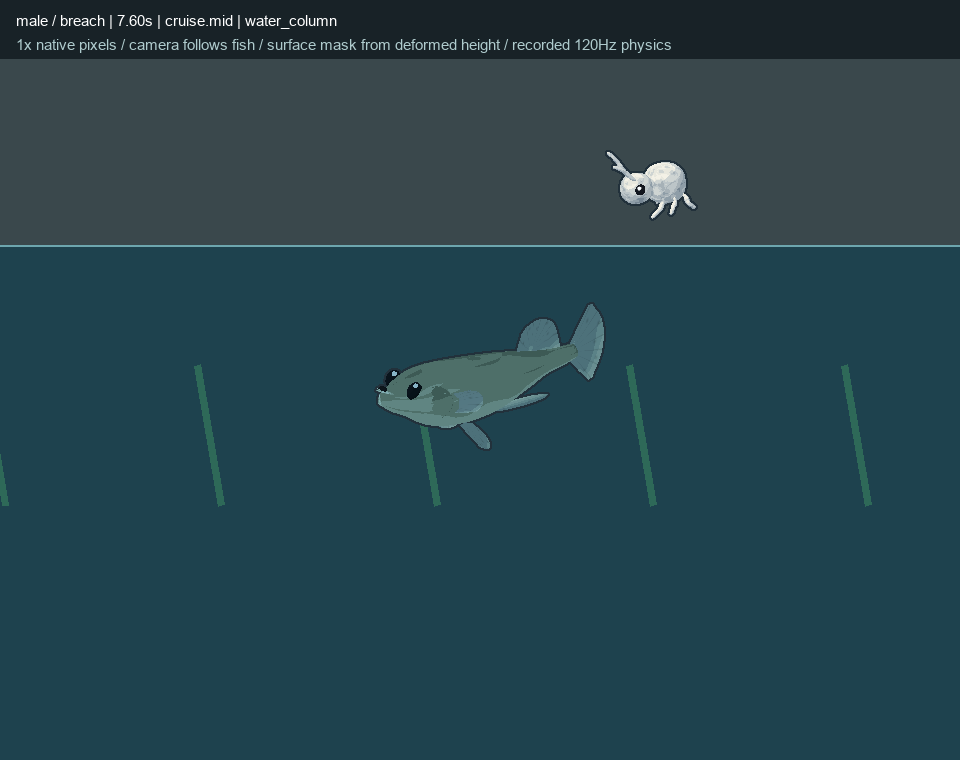 male / breach | 7.60s | cruise.mid | water_column
1x native pixels / camera follows fish / surface mask from deformed height / recorded 120Hz physics